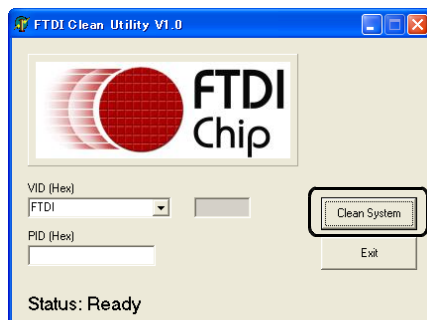 FTDI Clean Utility V1.0
FTDI
Chip
VID (Hex)
FTDI
Clean System
PID (Hex)
Exit
Status: Ready